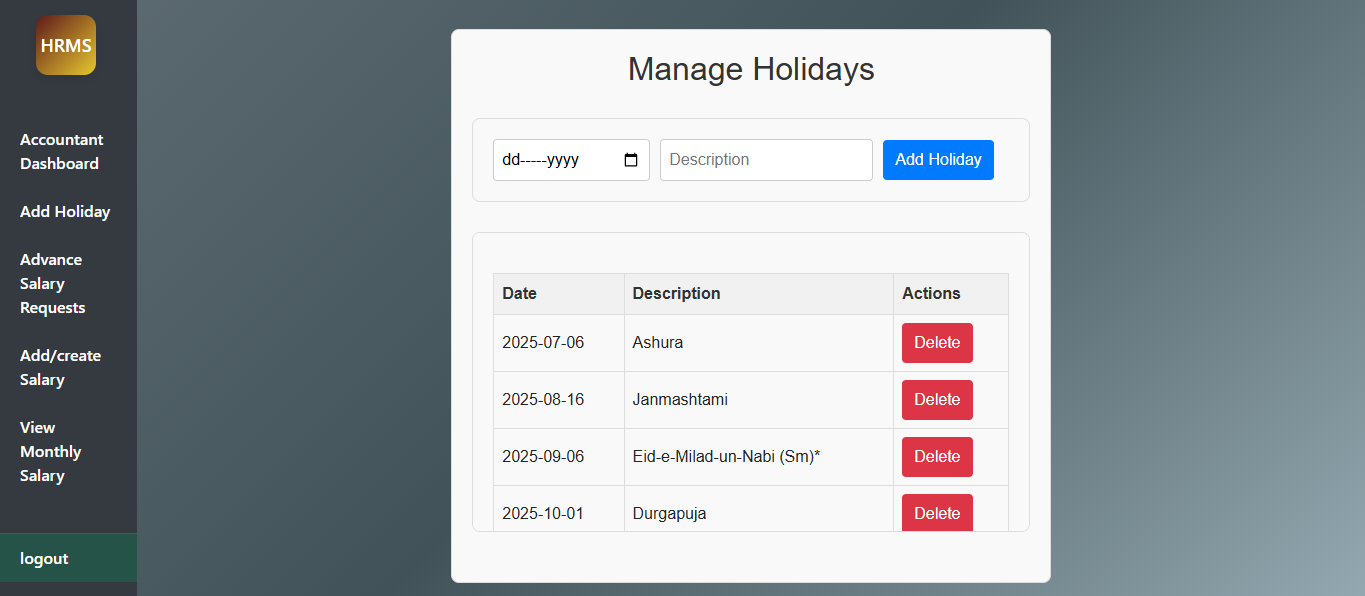 HRMS
Accountant
Dashboard
Add Holiday
Advance
Salary
Requests
Add/create
Salary
View
Monthly
Salary
logout
Manage Holidays
dd-----yyyy Description Add Holiday
Date Description Actions
2025-07-06 Ashura Delete
2025-08-16 Janmashtami Delete
2025-09-06 Eid-e-Milad-un-Nabi (Sm)* Delete
2025-10-01 Durgapuja Delete